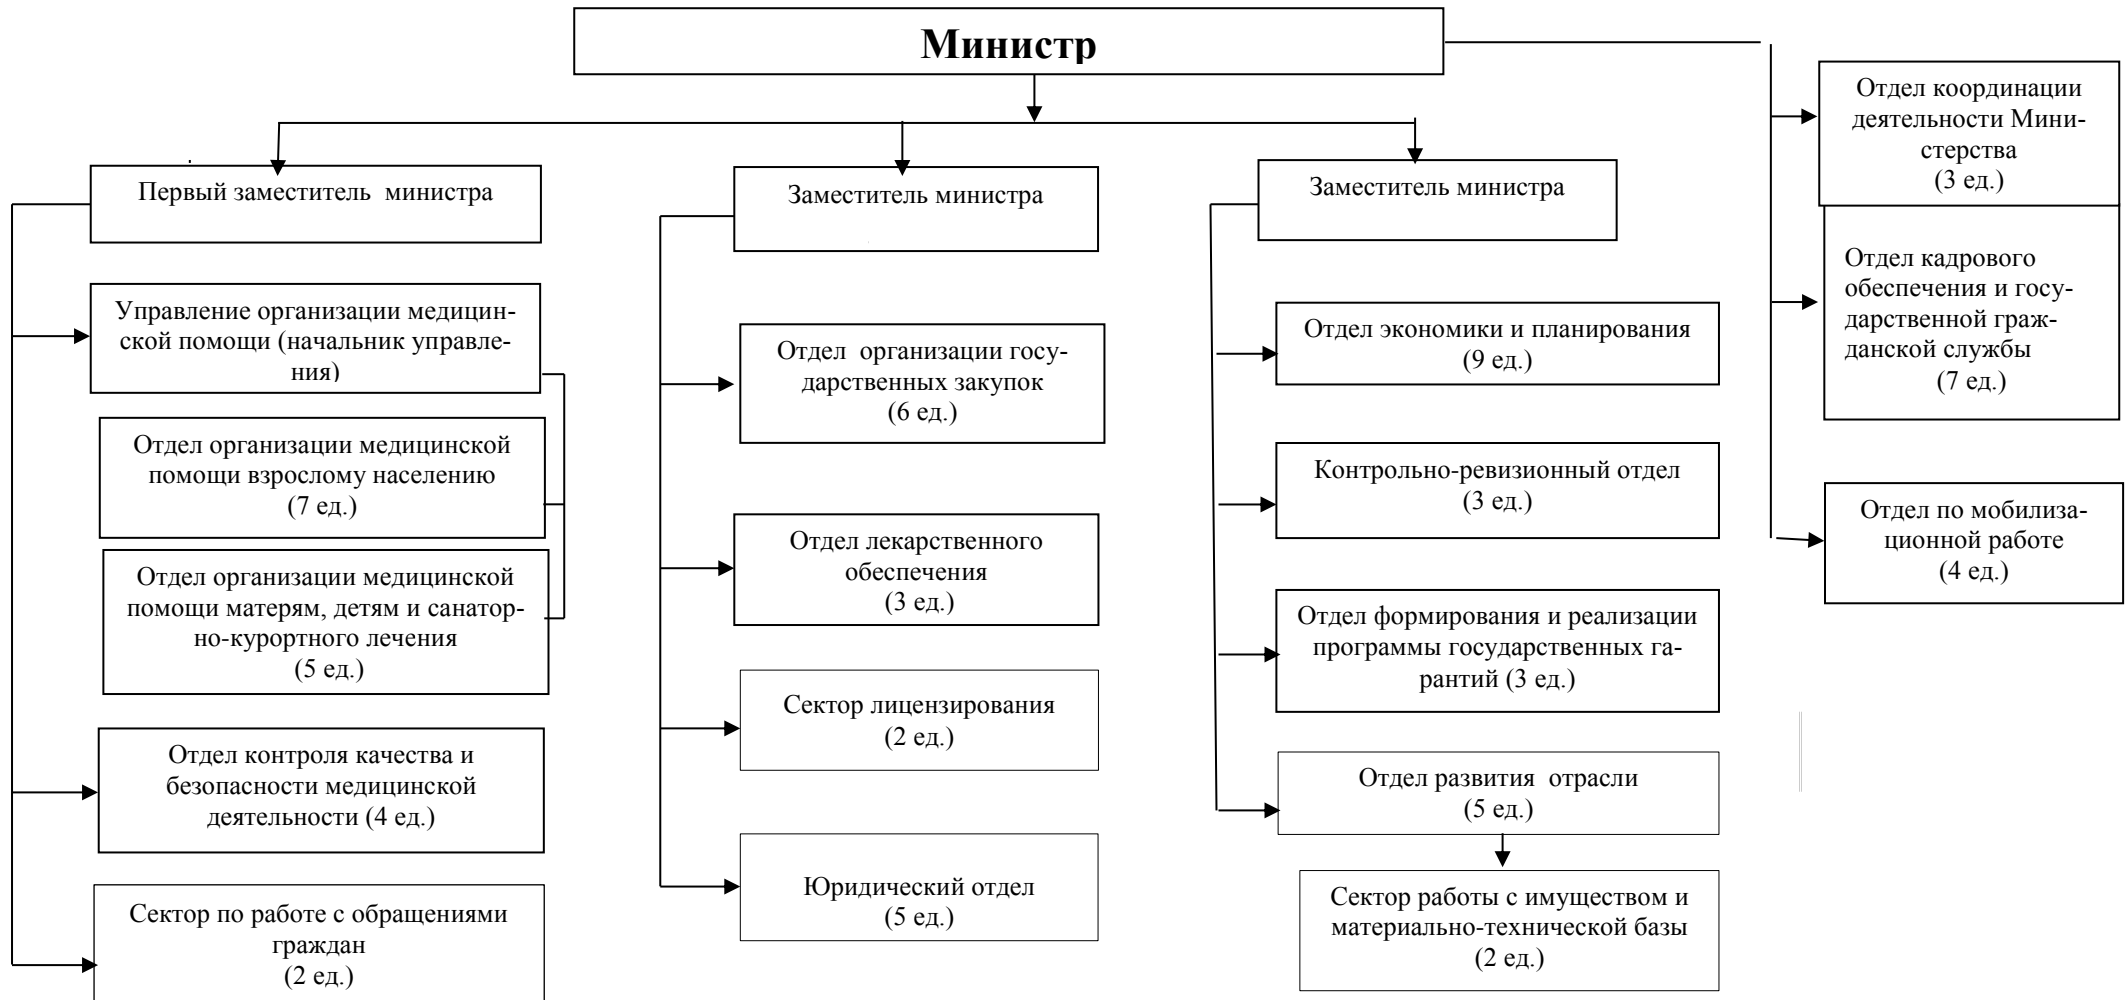 Министр
Первый заместитель министра
Управление организации медицин-
ской помощи (начальник управле-
ния)
Отдел организации медицинской
помощи взрослому населению
(7 ед.)
Отдел организации медицинской
помощи матерям, детям и санатор-
но-курортного лечения
(5 ед.)
Отдел контроля качества и
безопасности медицинской
деятельности (4 ед.)
Сектор по работе с обращениями
граждан
(2 ед.)
Заместитель министра
Отдел организации госу-
дарственных закупок
(6 ед.)
Отдел лекарственного
обеспечения
(3 ед.)
Сектор лицензирования
(2 ед.)
Юридический отдел
(5 ед.)
Заместитель министра
Отдел экономики и планирования
(9 ед.)
Контрольно-ревизионный отдел
(3 ед.)
Отдел формирования и реализации
программы государственных га-
рантий (3 ед.)
Отдел развития отрасли
(5 ед.)
Сектор работы с имуществом и
материально-технической базы
(2 ед.)
Отдел координации
деятельности Мини-
стерства
(3 ед.)
Отдел кадрового
обеспечения и госу-
дарственной граж-
данской службы
(7 ед.)
Отдел по мобилиза-
ционной работе
(4 ед.)